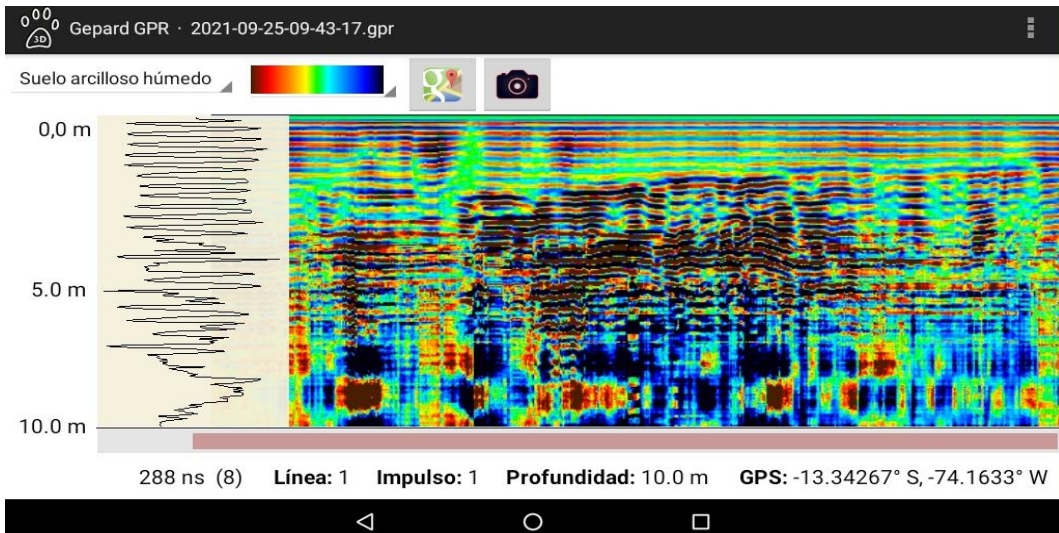 3D Gepard GPR · 2021-09-25-09-43-17.gpr
Suelo arcilloso húmedo
0,0 m
5.0 m
10.0 m
288 ns (8) Línea: 1 Impulso: 1 Profundidad: 10.0 m GPS: -13.34267° S, -74.1633° W